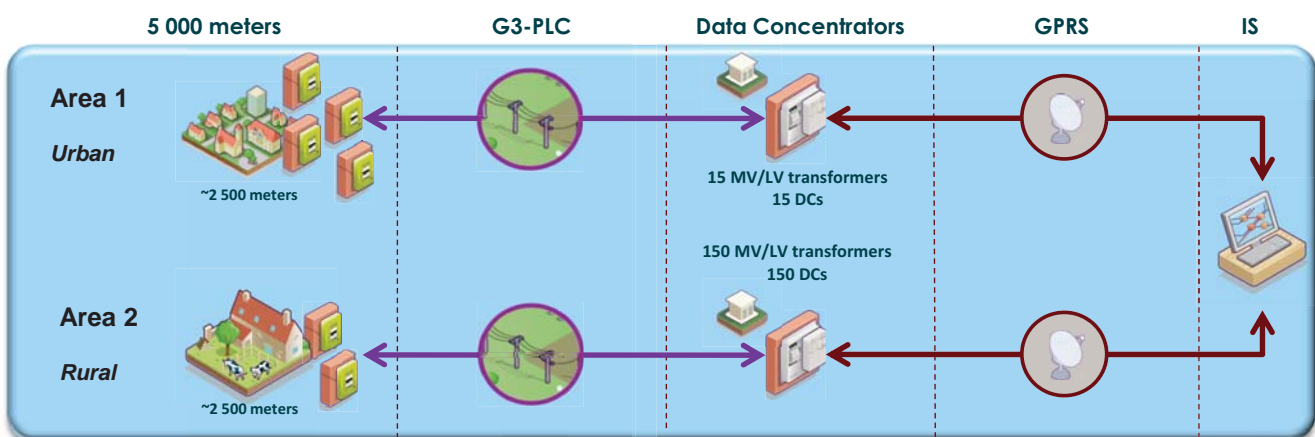 5 000 meters
G3-PLC
Data Concentrators
GPRS
IS
Area 1
Urban
~2 500 meters
15 MV/LV transformers
15 DCs
150 MV/LV transformers
150 DCs
Area 2
Rural
~2 500 meters